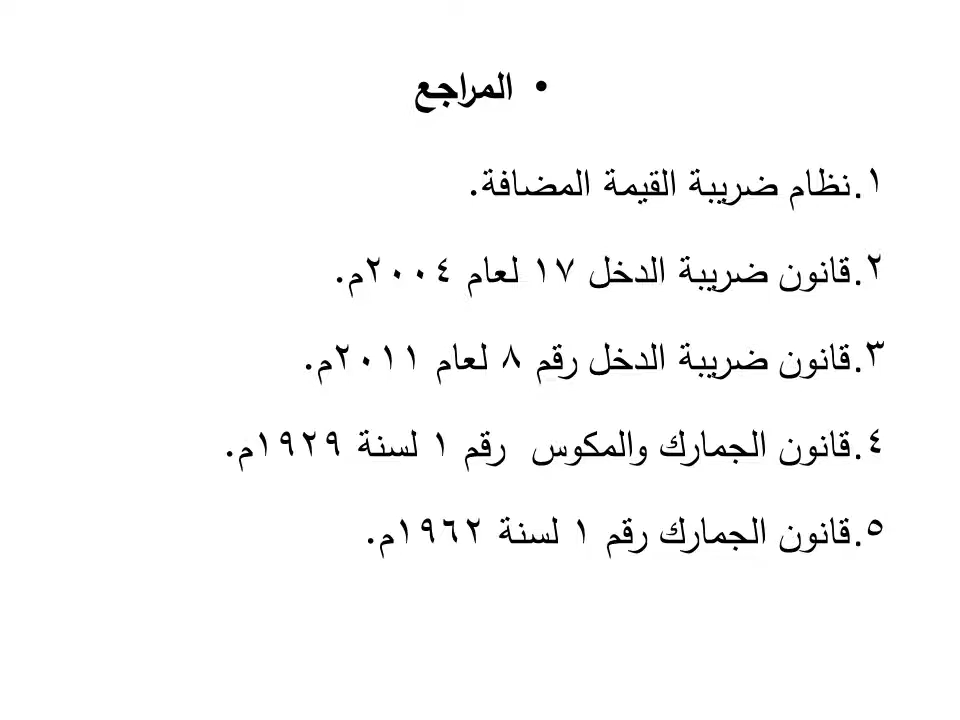 • المراجع
١.نظام ضريبة القيمة المضافة.
٢.قانون ضريبة الدخل ١٧ لعام ٢٠٠٤م.
٣.قانون ضريبة الدخل رقم ٨ لعام ٢٠١١م.
٤.قانون الجمارك والمكوس رقم ١ لسنة ١٩٢٩م.
٥.قانون الجمارك رقم ١ لسنة ١٩٦٢م.